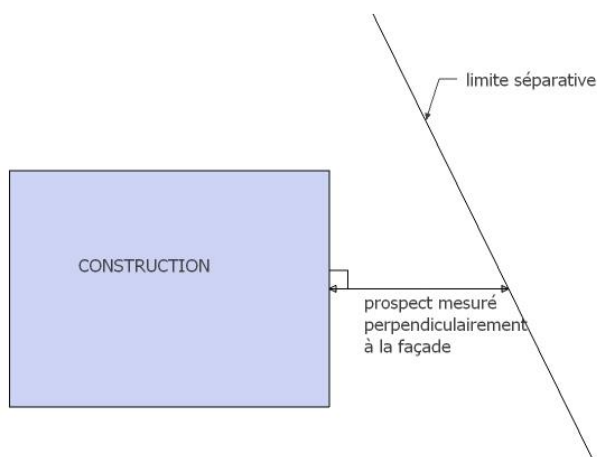 limite séparative
CONSTRUCTION
prospect mesuré
perpendiculairement
à la façade